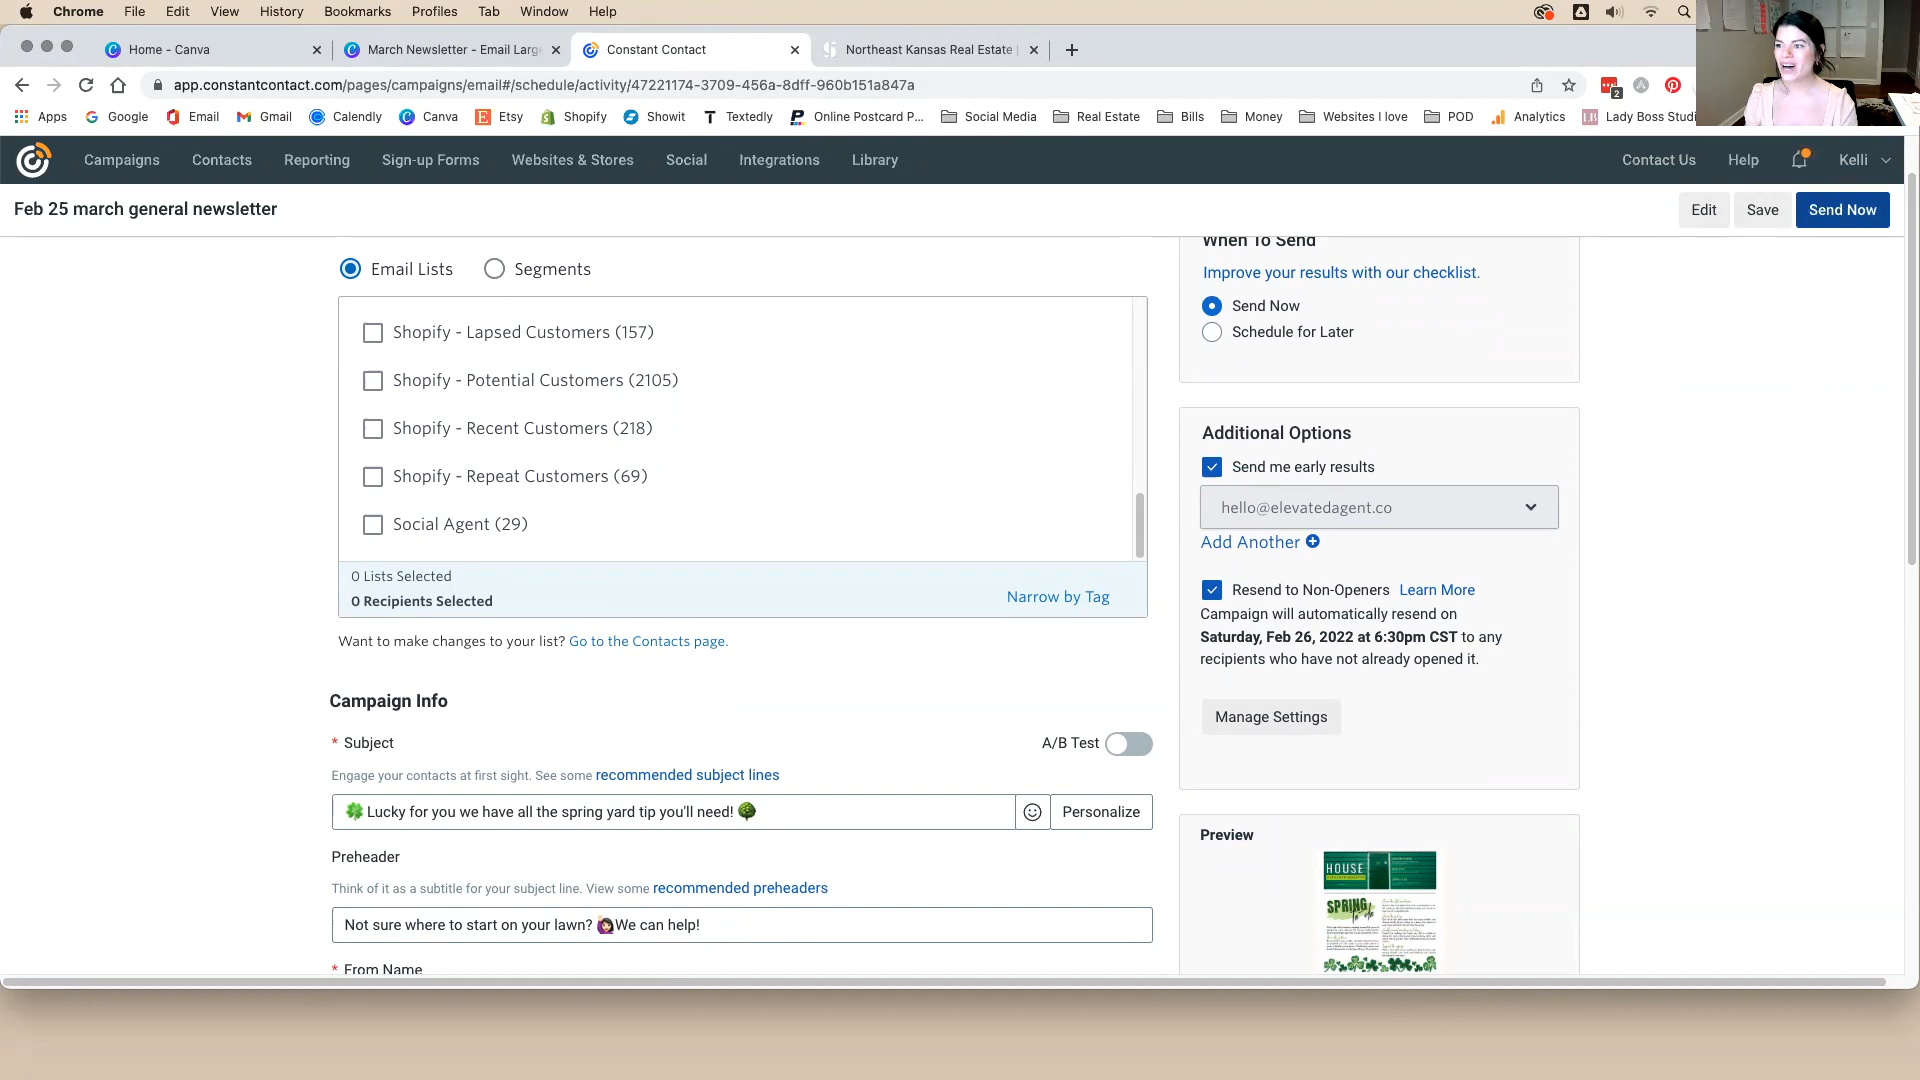 Chrome File Edit View History Bookmarks Profiles Tab Window Help
Home - Canva
March Newsletter - Email Large
Constant Contact
Northeast Kansas Real Estate
app.constantcontact.com/pages/campaigns/email#/schedule/activity/47221174-3709-456a-8dff-960b151a847a
2
Apps Google Email Gmail Calendly Canva Etsy Shopify Showit Textedly Online Postcard P... Social Media Real Estate Bills Money Websites I love POD Analytics Lady Boss Studi
Campaigns Contacts Reporting Sign-up Forms Websites & Stores Social Integrations Library Contact Us Help Kelli
Feb 25 march general newsletter
Edit Save Send Now
Email Lists Segments
Shopify - Lapsed Customers (157)
Shopify - Potential Customers (2105)
Shopify - Recent Customers (218)
Shopify - Repeat Customers (69)
Social Agent (29)
0 Lists Selected
0 Recipients Selected
Narrow by Tag
Want to make changes to your list? Go to the Contacts page.
Campaign Info
* Subject
A/B Test
Engage your contacts at first sight. See some recommended subject lines
🍀 Lucky for you we have all the spring yard tip you'll need! 🌳
Personalize
Preheader
Think of it as a subtitle for your subject line. View some recommended preheaders
Not sure where to start on your lawn? 🙋🏻‍♀️We can help!
* From Name
When To Send
Improve your results with our checklist.
Send Now
Schedule for Later
Additional Options
Send me early results
hello@elevatedagent.co
Add Another
Resend to Non-Openers Learn More
Campaign will automatically resend on
Saturday, Feb 26, 2022 at 6:30pm CST to any
recipients who have not already opened it.
Manage Settings
Preview
HOUSE
SPRING
to do